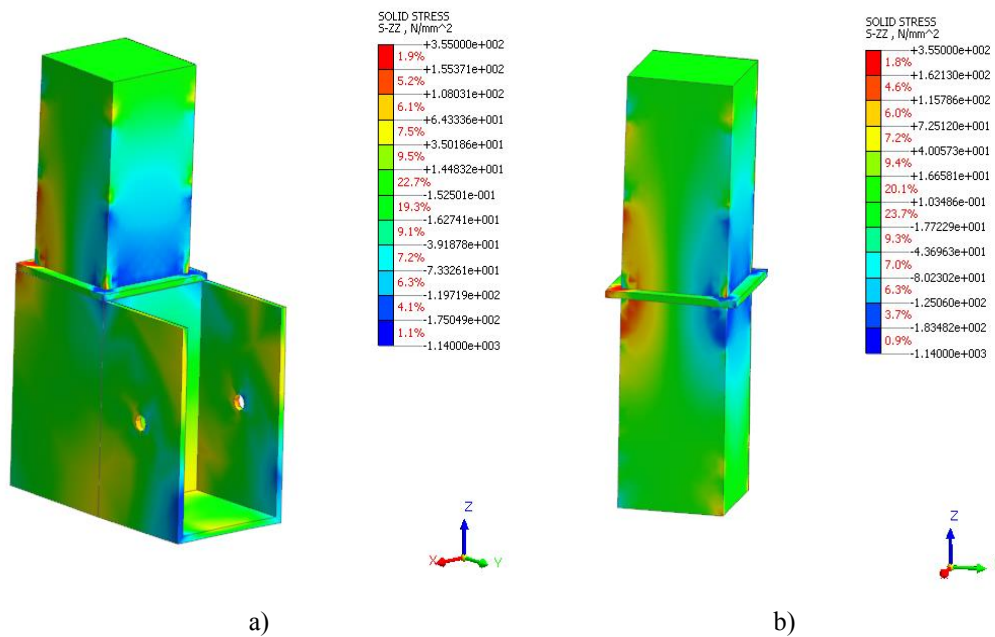 SOLID STRESS
S-ZZ , N/mm^2
+3.55000e+002
1.9%
+1.55371e+002
5.2%
+1.08031e+002
6.1%
+6.43336e+001
7.5%
+3.50186e+001
9.5%
+1.44832e+001
22.7%
-1.52501e-001
19.3%
-1.62741e+001
9.1%
-3.91878e+001
7.2%
-7.33261e+001
6.3%
-1.19719e+002
4.1%
-1.75049e+002
1.1%
-1.14000e+003
Z
X
Y
a)
SOLID STRESS
S-ZZ , N/mm^2
+3.55000e+002
1.8%
+1.62130e+002
4.6%
+1.15786e+002
6.0%
+7.25120e+001
7.2%
+4.00573e+001
9.4%
+1.66581e+001
20.1%
+1.03486e-001
23.7%
-1.77229e+001
9.3%
-4.36963e+001
7.0%
-8.02302e+001
6.3%
-1.25060e+002
3.7%
-1.83482e+002
0.9%
-1.14000e+003
Z
b)